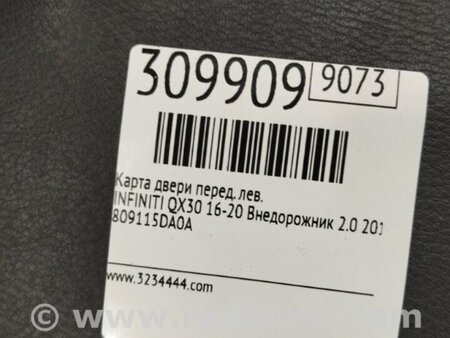 309909 9073
Карта двери перед.лев.
INFINITI QX30 16-20 Внедорожник 2.0 201
809115DA0A
www.3234444.com